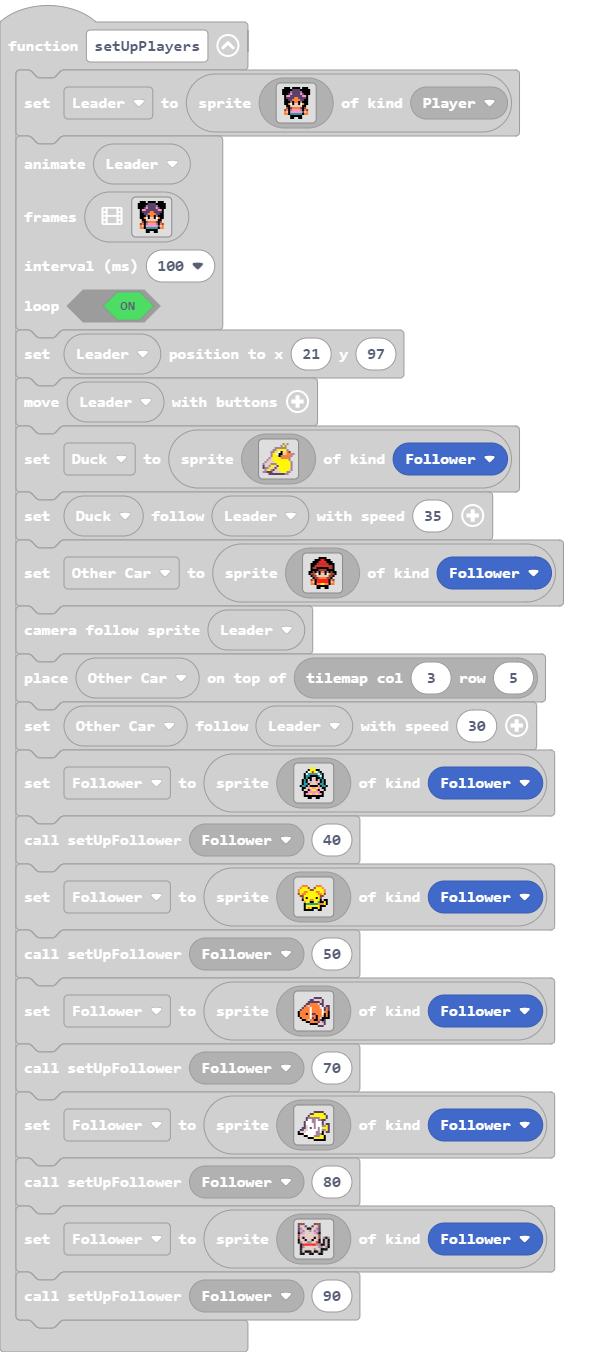 function setUpPlayers
set Leader to sprite of kind Player
animate Leader
frames
interval (ms) 100
loop ON
set Leader position to x 21 y 97
move Leader with buttons
set Duck to sprite of kind Follower
set Duck follow Leader with speed 35
set Other Car to sprite of kind Follower
camera follow sprite Leader
place Other Car on top of tilemap col 3 row 5
set Other Car follow Leader with speed 30
set Follower to sprite of kind Follower
call setUpFollower Follower 40
set Follower to sprite of kind Follower
call setUpFollower Follower 50
set Follower to sprite of kind Follower
call setUpFollower Follower 70
set Follower to sprite of kind Follower
call setUpFollower Follower 80
set Follower to sprite of kind Follower
call setUpFollower Follower 90